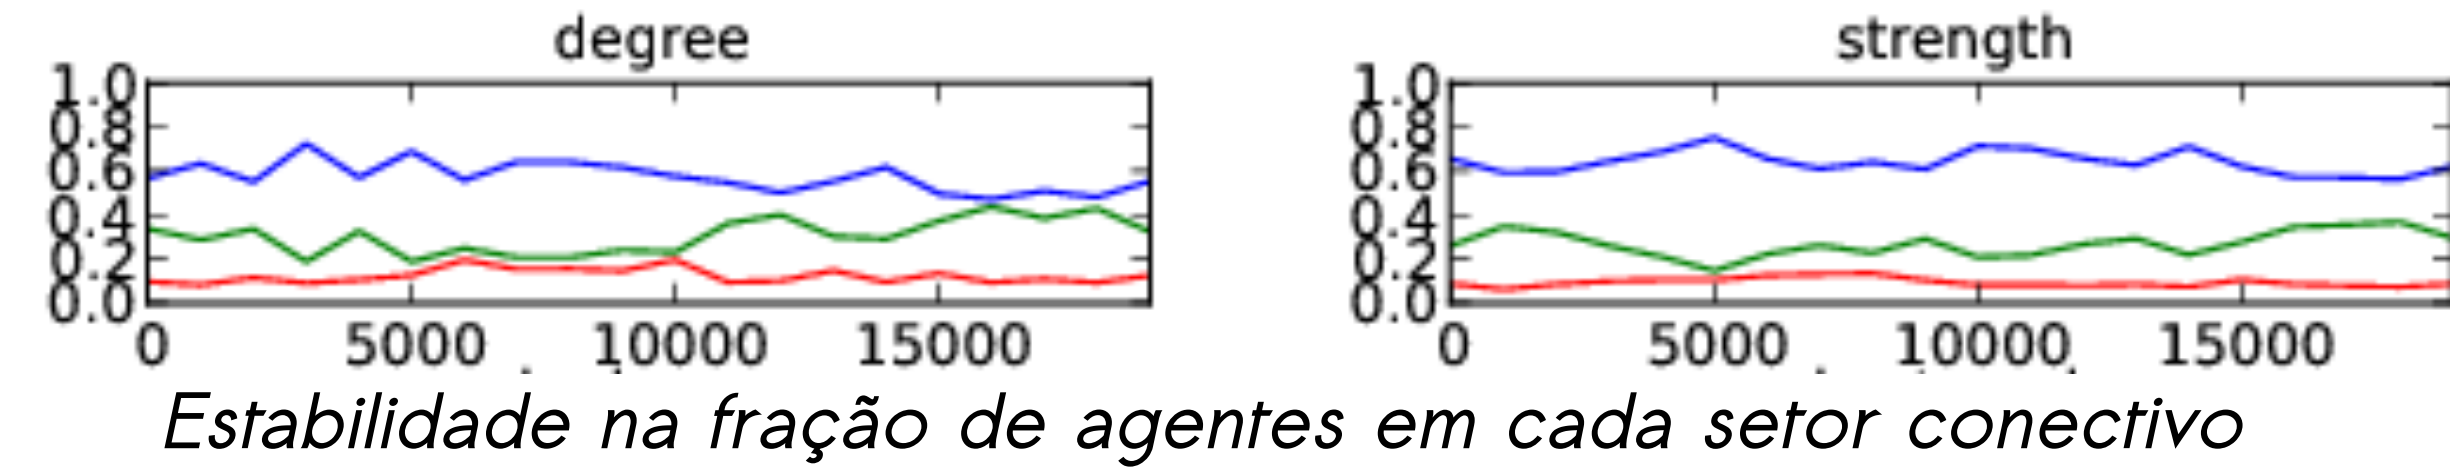 degree strength
1.0 1.0
0.8 0.8
0.6 0.6
0.4 0.4
0.2 0.2
0.0 0.0
0 5000 10000 15000 0 5000 10000 15000
Estabilidade na fração de agentes em cada setor conectivo